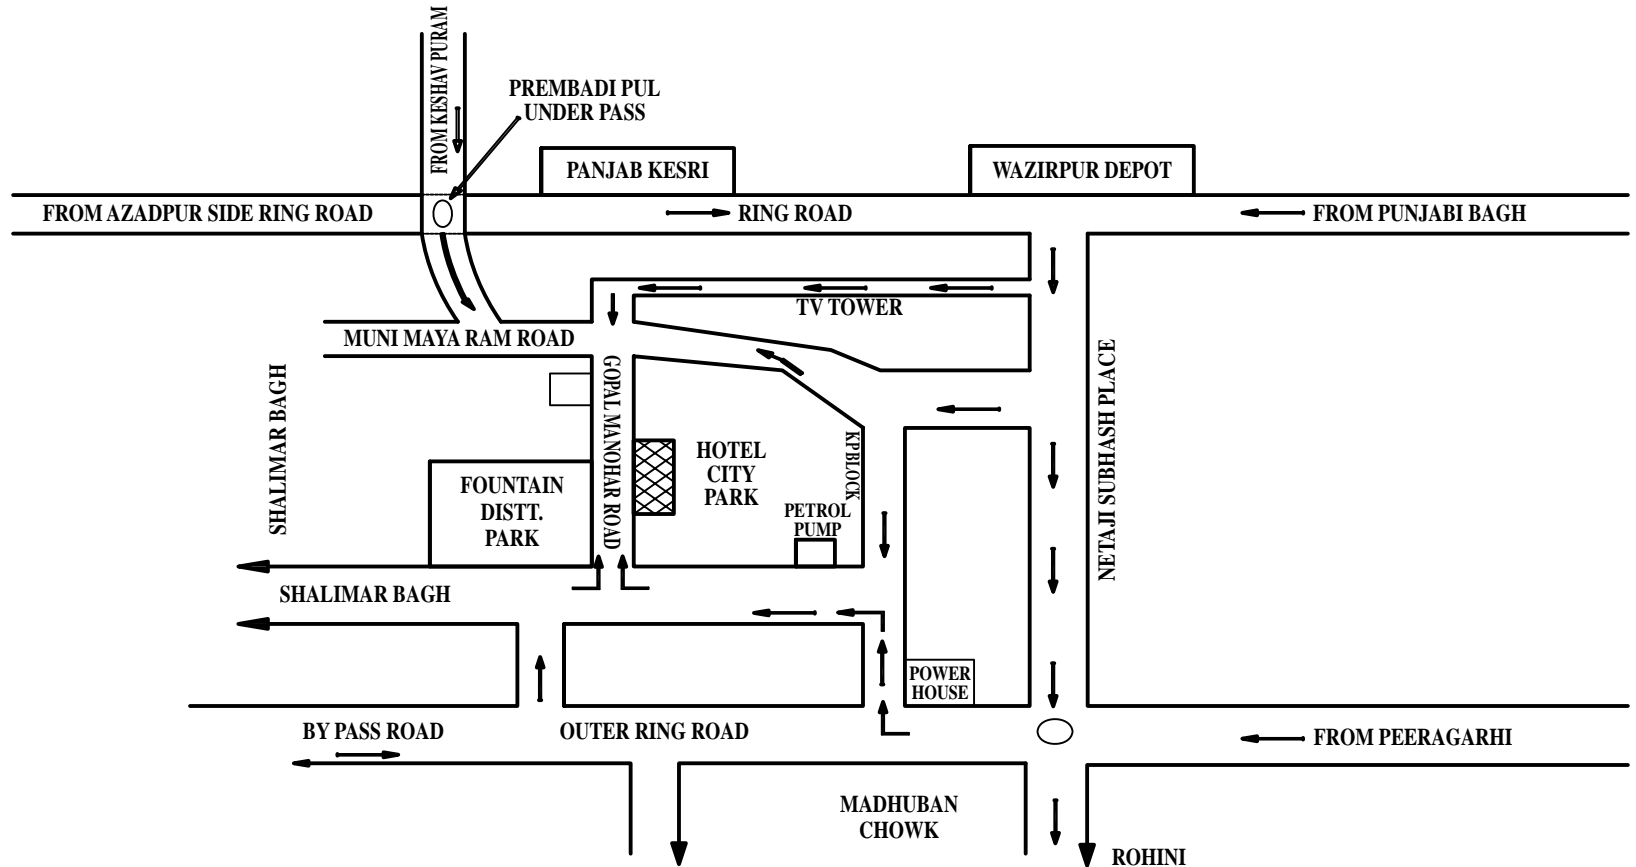 FROM KESHAV PURAM
PREMBADI PUL
UNDER PASS
PANJAB KESRI
WAZIRPUR DEPOT
FROM AZADPUR SIDE RING ROAD
RING ROAD
FROM PUNJABI BAGH
TV TOWER
MUNI MAYA RAM ROAD
GOPAL MANOHAR ROAD
NETAJI SUBHASH PLACE
SHALIMAR BAGH
KPBLOCK
HOTEL
CITY
PARK
FOUNTAIN
DISTT.
PARK
PETROL
PUMP
SHALIMAR BAGH
POWER
HOUSE
BY PASS ROAD
OUTER RING ROAD
FROM PEERAGARHI
MADHUBAN
CHOWK
ROHINI